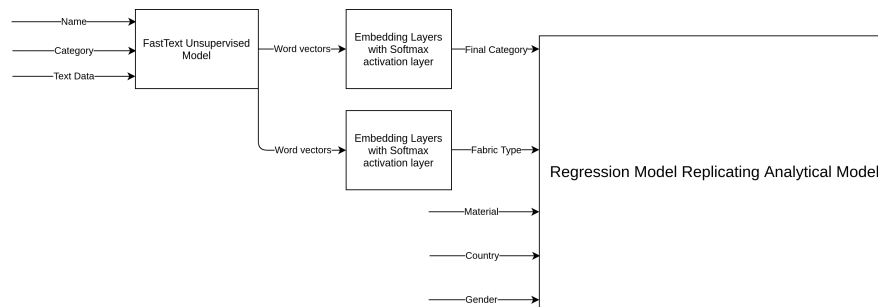 Name
Category
Text Data
FastText Unsupervised
Model
Word vectors
Embedding Layers
with Softmax
activation layer
Final Category
Word vectors
Embedding Layers
with Softmax
activation layer
Fabric Type
Material
Country
Gender
Regression Model Replicating Analytical Model